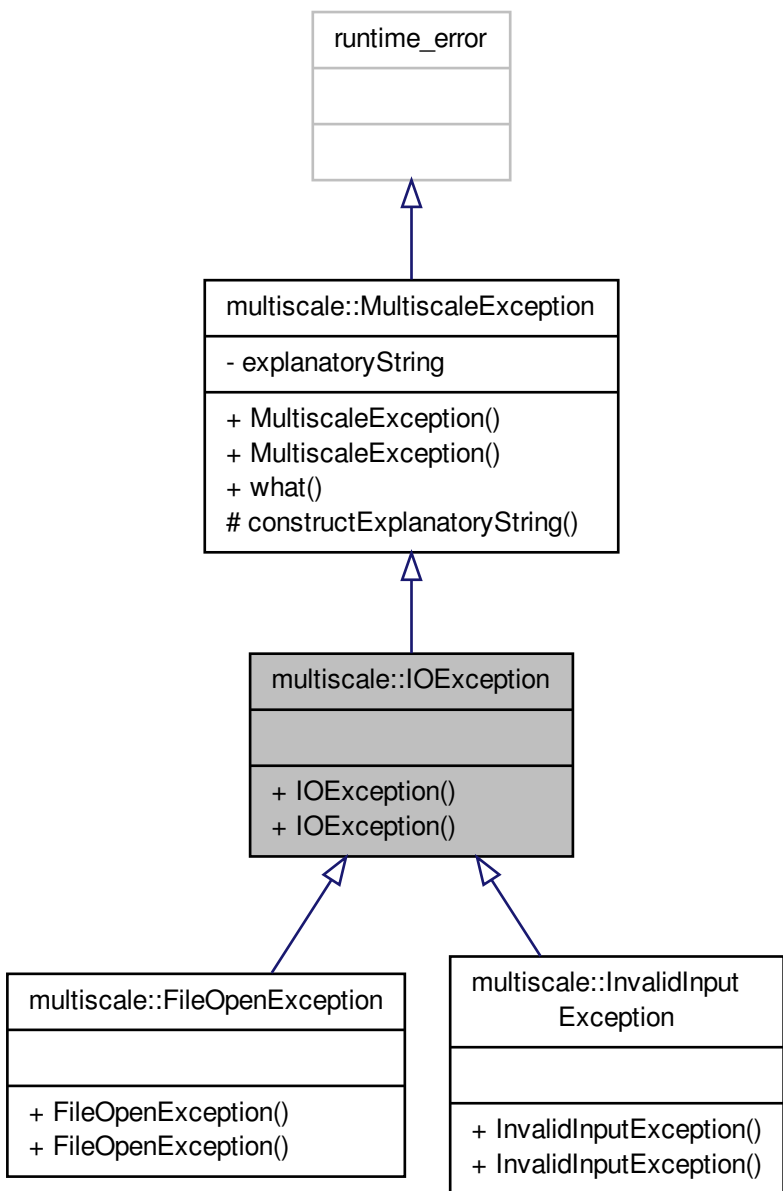 runtime_error
multiscale::MultiscaleException
- explanatoryString
+ MultiscaleException()
+ MultiscaleException()
+ what()
# constructExplanatoryString()
multiscale::IOException
+ IOException()
+ IOException()
multiscale::FileOpenException
+ FileOpenException()
+ FileOpenException()
multiscale::InvalidInput
Exception
+ InvalidInputException()
+ InvalidInputException()